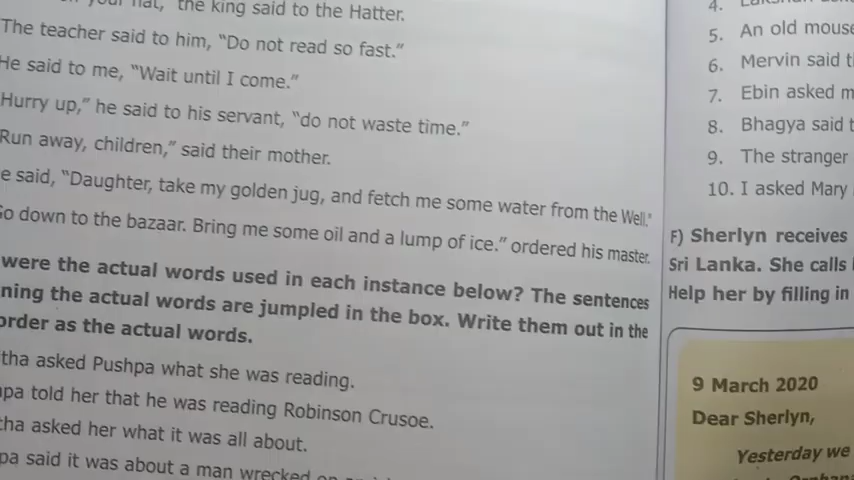 your hat," the king said to the Hatter.
The teacher said to him, "Do not read so fast."
He said to me, "Wait until I come."
Hurry up," he said to his servant, "do not waste time."
Run away, children," said their mother.
e said, "Daughter, take my golden jug, and fetch me some water from the Well."
Go down to the bazaar. Bring me some oil and a lump of ice." ordered his master.
were the actual words used in each instance below? The sentences
ning the actual words are jumpled in the box. Write them out in the
order as the actual words.
tha asked Pushpa what she was reading.
pa told her that he was reading Robinson Crusoe.
tha asked her what it was all about.
pa said it was about a man wrecked on
4.
5. An old mouse
6. Mervin said t
7. Ebin asked m
8. Bhagya said t
9. The stranger
10. I asked Mary
F) Sherlyn receives
Sri Lanka. She calls
Help her by filling in
9 March 2020
Dear Sherlyn,
Yesterday we